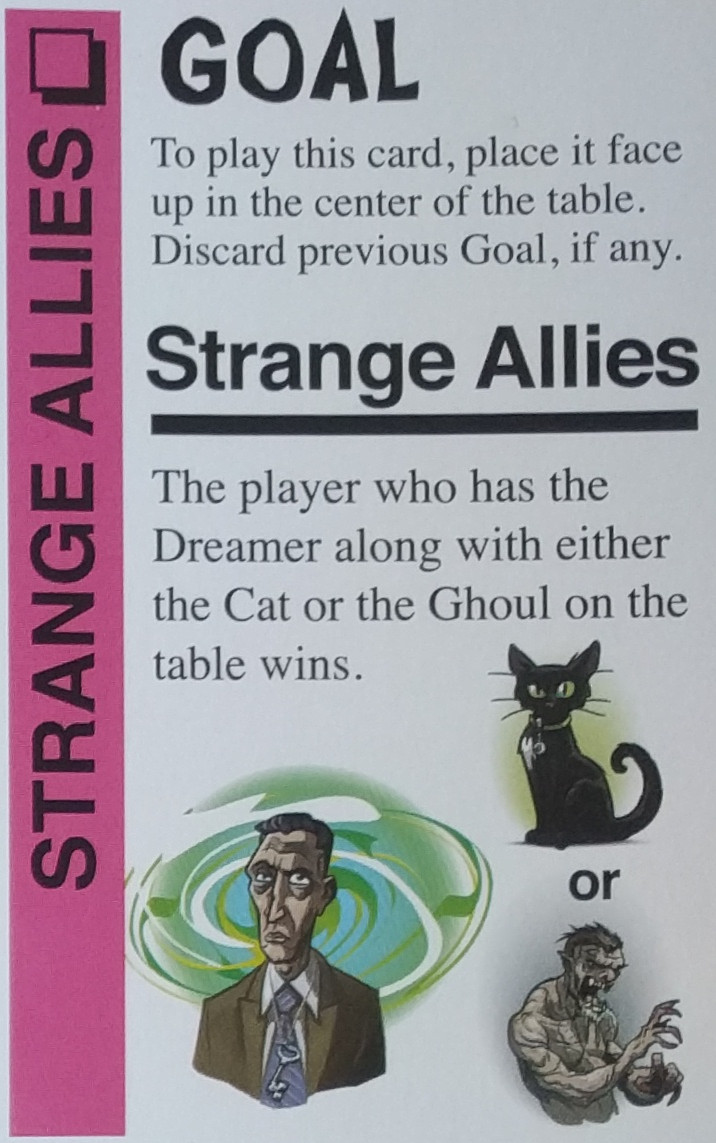 STRANGE ALLIES
GOAL
To play this card, place it face
up in the center of the table.
Discard previous Goal, if any.
Strange Allies
The player who has the
Dreamer along with either
the Cat or the Ghoul on the
table wins.
or